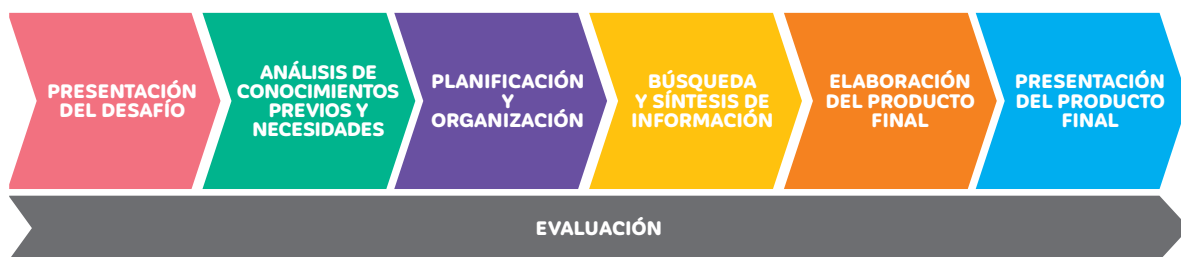 PRESENTACIÓN
DEL DESAFÍO
ANÁLISIS DE
CONOCIMIENTOS
PREVIOS Y
NECESIDADES
PLANIFICACIÓN
Y
ORGANIZACIÓN
BÚSQUEDA
Y SÍNTESIS DE
INFORMACIÓN
ELABORACIÓN
DEL PRODUCTO
FINAL
PRESENTACIÓN
DEL PRODUCTO
FINAL
EVALUACIÓN